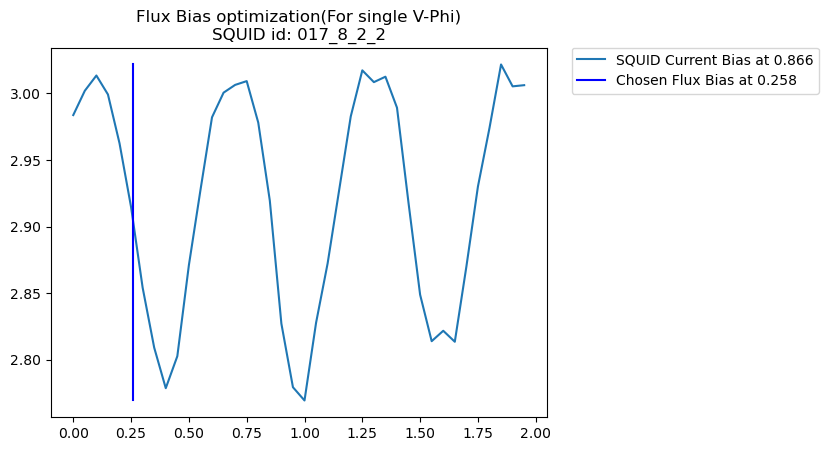 Flux Bias optimization(For single V-Phi)
SQUID id: 017_8_2_2
SQUID Current Bias at 0.866
Chosen Flux Bias at 0.258
3.00
2.95
2.90
2.85
2.80
0.00 0.25 0.50 0.75 1.00 1.25 1.50 1.75 2.00